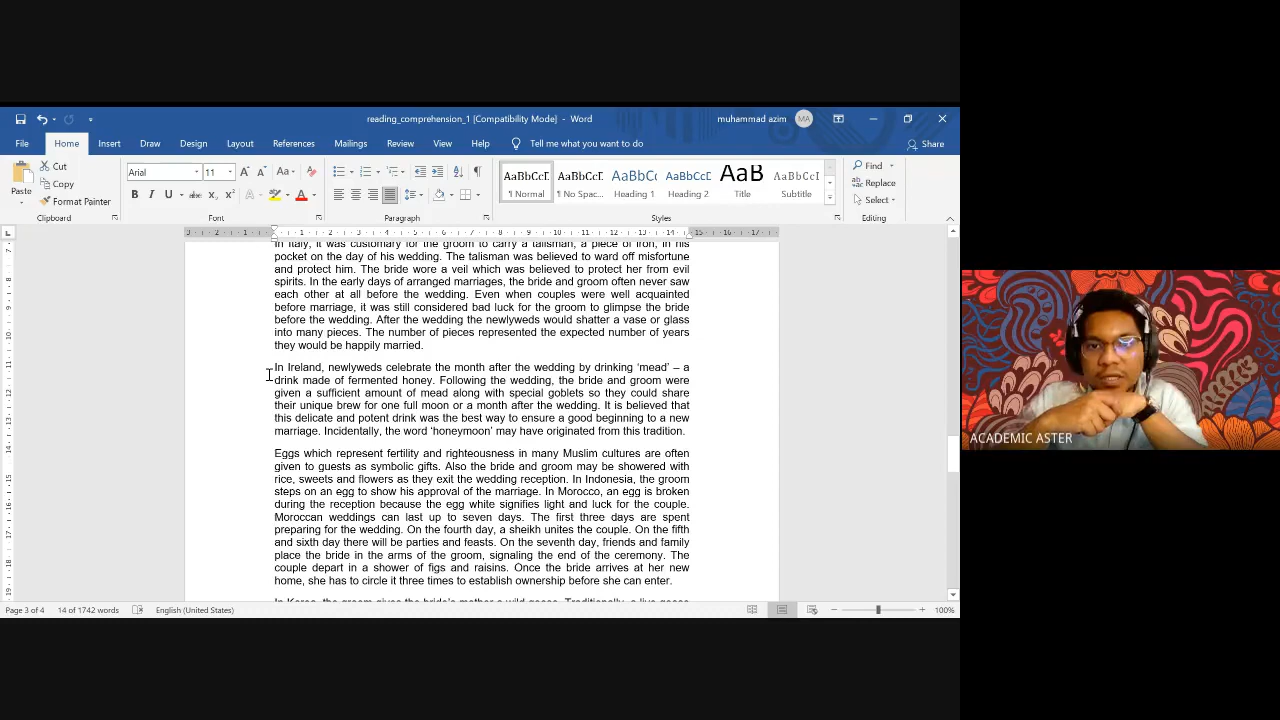 reading_comprehension_1 [Compatibility Mode] - Word
muhammad azim
MA
File Home Insert Draw Design Layout References Mailings Review View Help Tell me what you want to do
Share
Paste
Cut
Copy
Format Painter
Clipboard
Arial 11
Font
Paragraph
AaBbCcI ¶ Normal
AaBbCcI ¶ No Spac...
AaBbCc Heading 1
AaBbCcC Heading 2
AaB Title
AaBbCcI Subtitle
Styles
Find
Replace
Select
Editing
In Italy, it was customary for the groom to carry a talisman, a piece of iron, in his
pocket on the day of his wedding. The talisman was believed to ward off misfortune
and protect him. The bride wore a veil which was believed to protect her from evil
spirits. In the early days of arranged marriages, the bride and groom often never saw
each other at all before the wedding. Even when couples were well acquainted
before marriage, it was still considered bad luck for the groom to glimpse the bride
before the wedding. After the wedding the newlyweds would shatter a vase or glass
into many pieces. The number of pieces represented the expected number of years
they would be happily married.
In Ireland, newlyweds celebrate the month after the wedding by drinking ‘mead’ – a
drink made of fermented honey. Following the wedding, the bride and groom were
given a sufficient amount of mead along with special goblets so they could share
their unique brew for one full moon or a month after the wedding. It is believed that
this delicate and potent drink was the best way to ensure a good beginning to a new
marriage. Incidentally, the word ‘honeymoon’ may have originated from this tradition.
Eggs which represent fertility and righteousness in many Muslim cultures are often
given to guests as symbolic gifts. Also the bride and groom may be showered with
rice, sweets and flowers as they exit the wedding reception. In Indonesia, the groom
steps on an egg to show his approval of the marriage. In Morocco, an egg is broken
during the reception because the egg white signifies light and luck for the couple.
Moroccan weddings can last up to seven days. The first three days are spent
preparing for the wedding. On the fourth day, a sheikh unites the couple. On the fifth
and sixth day there will be parties and feasts. On the seventh day, friends and family
place the bride in the arms of the groom, signaling the end of the ceremony. The
couple depart in a shower of figs and raisins. Once the bride arrives at her new
home, she has to circle it three times to establish ownership before she can enter.
In Korea, the groom gives the bride's mother a wild goose. Traditionally, a live goose
Page 3 of 4 14 of 1742 words English (United States)
100%
ACADEMIC ASTER